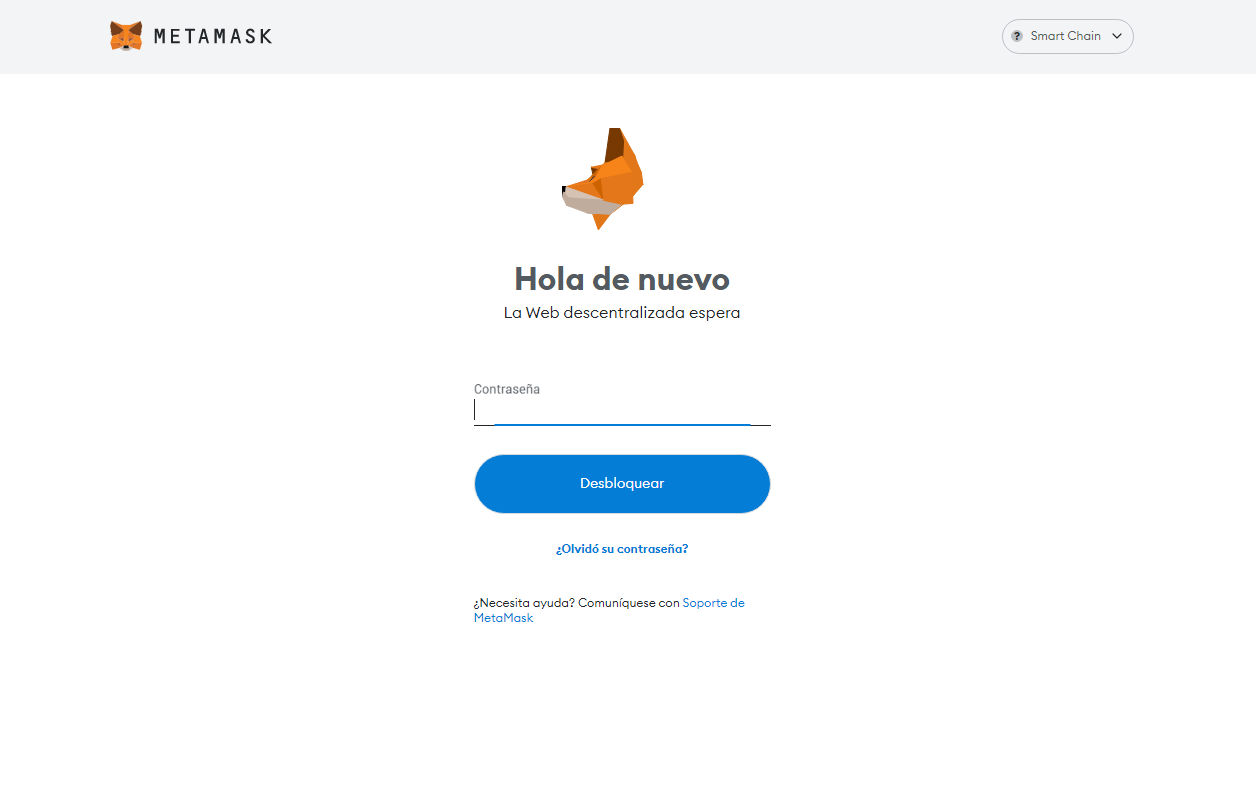 METAMASK
? Smart Chain
Hola de nuevo
La Web descentralizada espera
Contraseña
Desbloquear
¿Olvidó su contraseña?
¿Necesita ayuda? Comuníquese con Soporte de
MetaMask